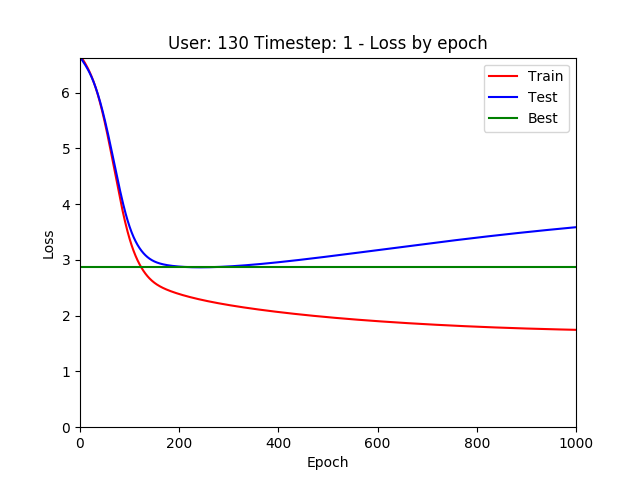 User: 130 Timestep: 1 - Loss by epoch
Train
Test
Best
Loss
6
5
4
3
2
1
0
0 200 400 600 800 1000
Epoch